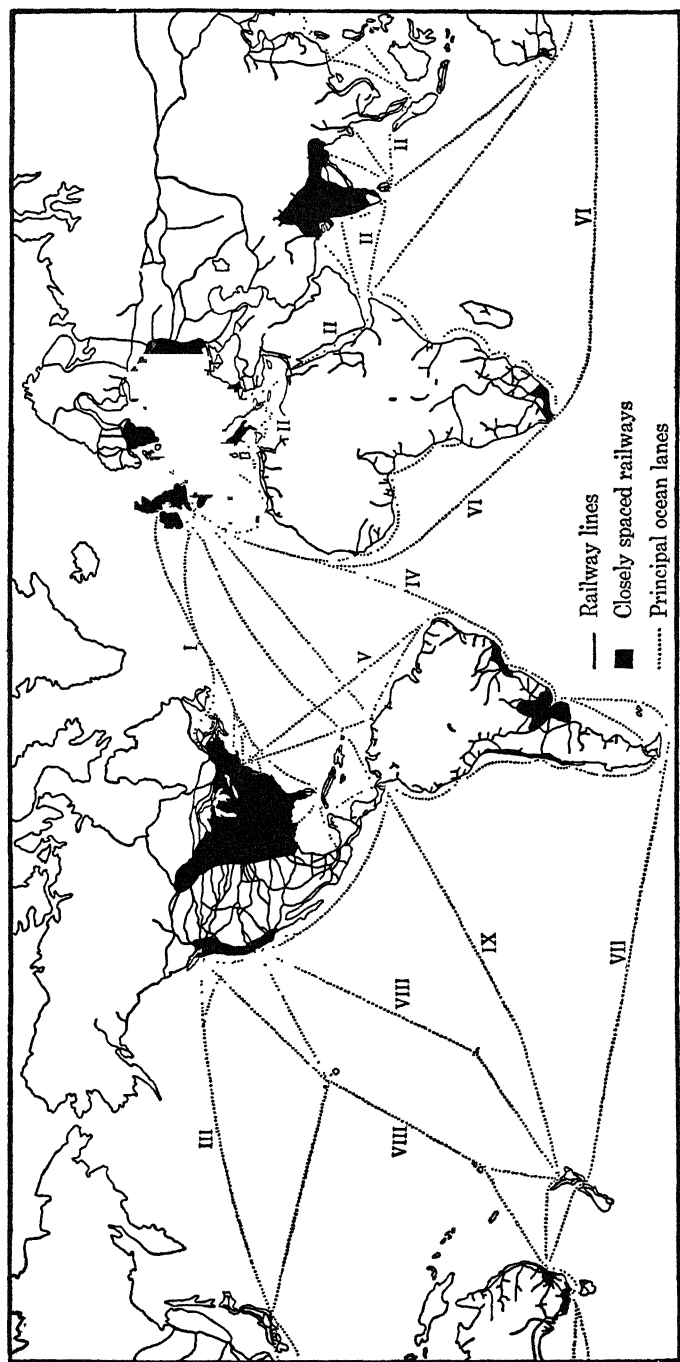 I
II
II
II
II
III
IV
V
VI
VI
VII
VIII
VIII
IX
Railway lines
Closely spaced railways
Principal ocean lanes